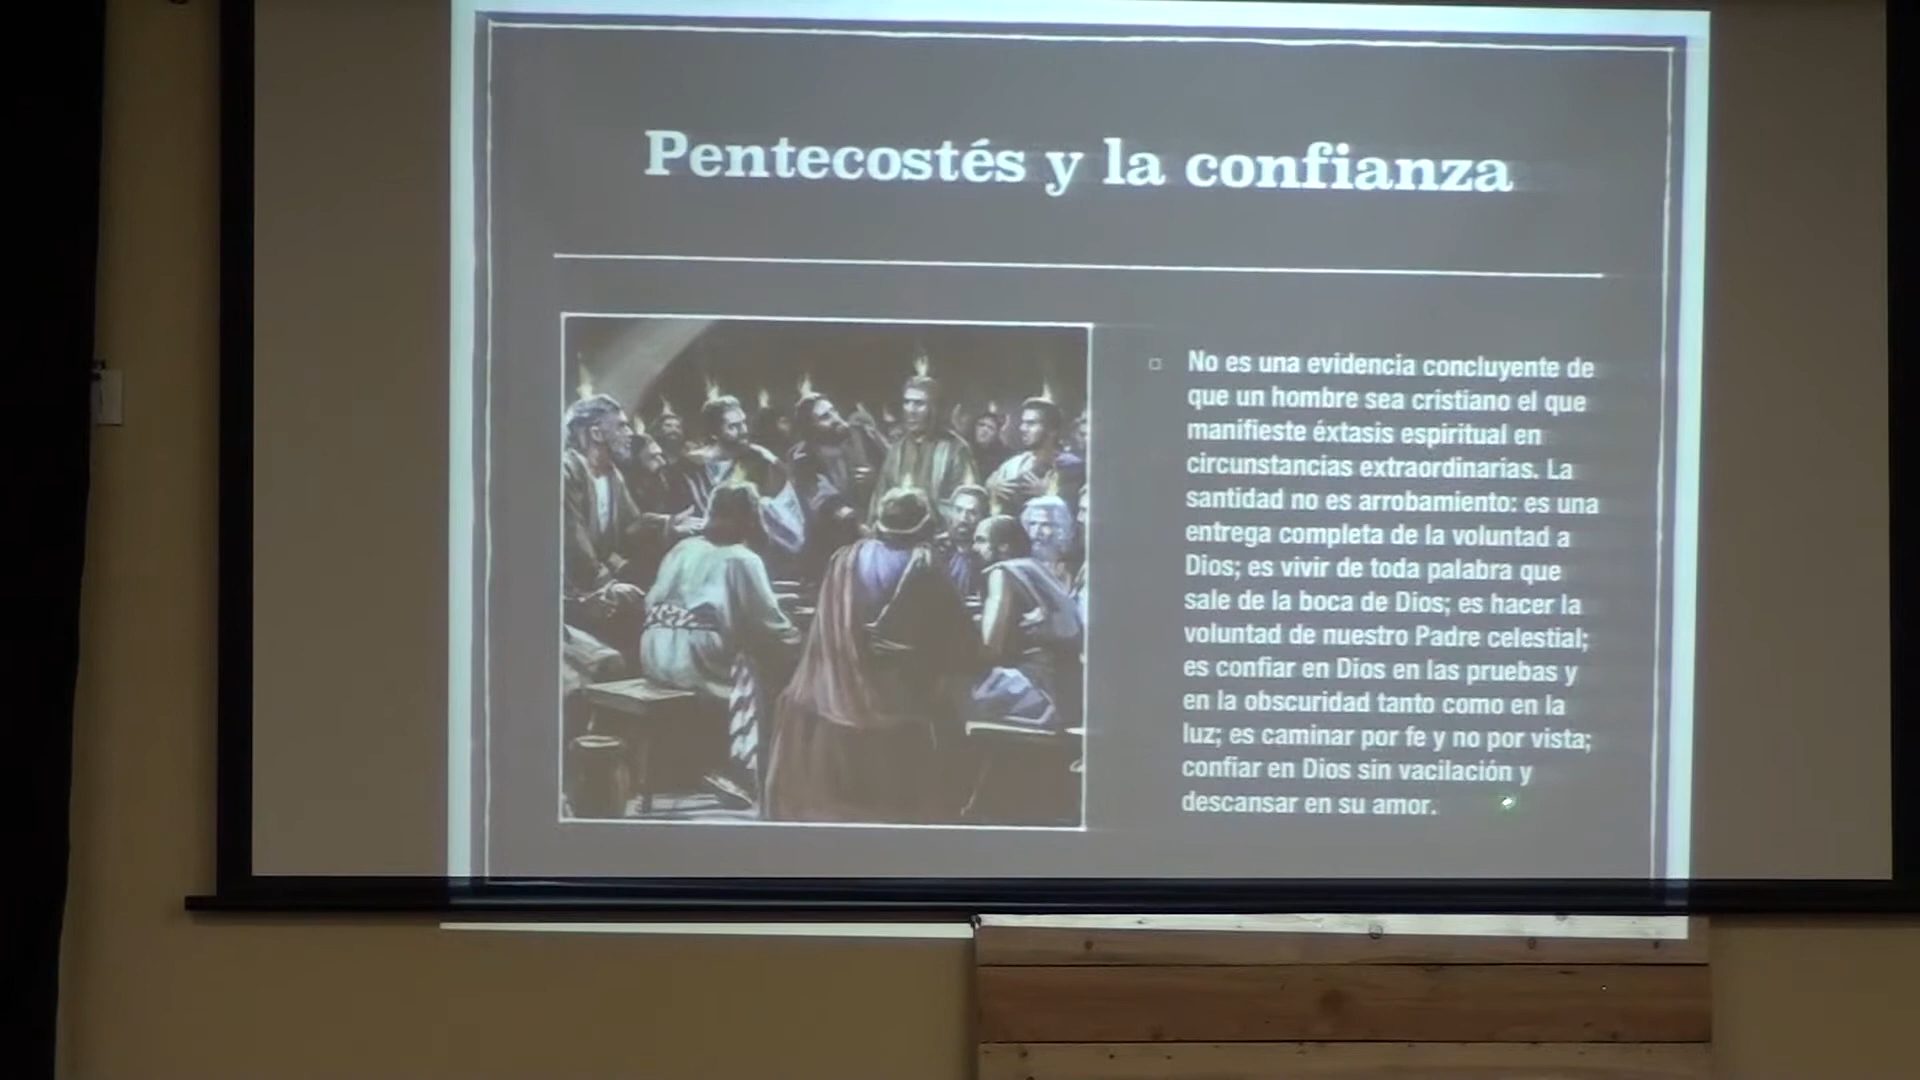 Pentecostés y la confianza
No es una evidencia concluyente de
que un hombre sea cristiano el que
manifieste éxtasis espiritual en
circunstancias extraordinarias. La
santidad no es arrobamiento: es una
entrega completa de la voluntad a
Dios; es vivir de toda palabra que
sale de la boca de Dios; es hacer la
voluntad de nuestro Padre celestial;
es confiar en Dios en las pruebas y
en la obscuridad tanto como en la
luz; es caminar por fe y no por vista;
confiar en Dios sin vacilación y
descansar en su amor.